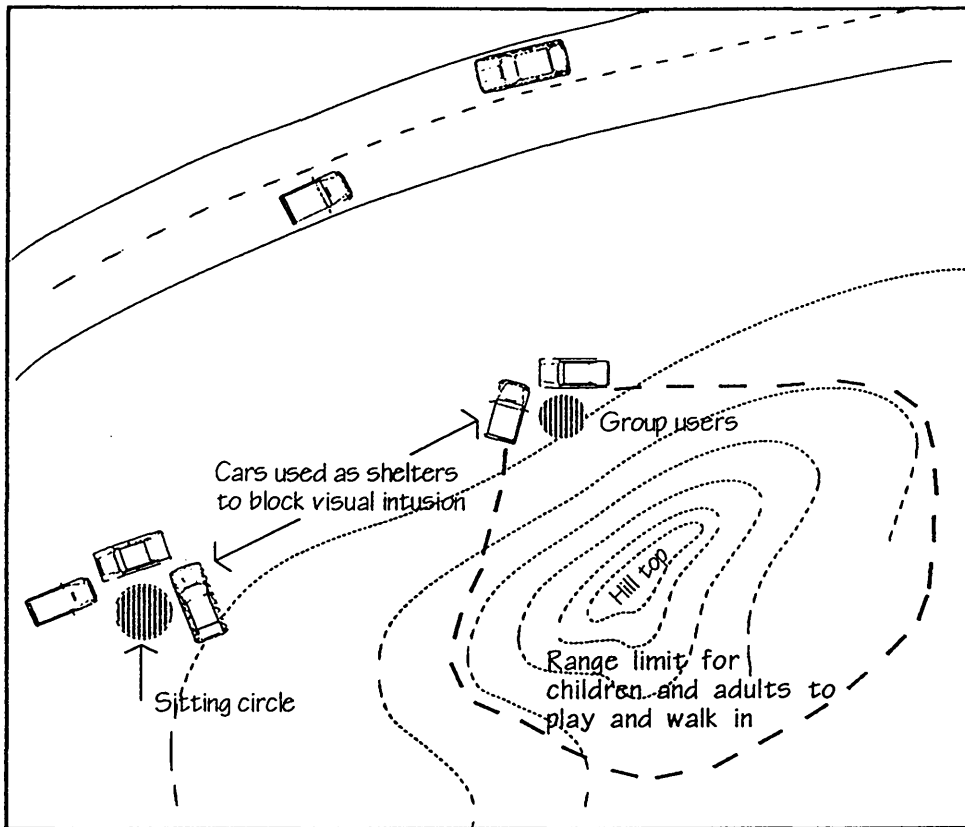 Group users
Cars used as shelters
to block visual intusion
Hill top
Range limit for
children and adults to
play and walk in
Sitting circle